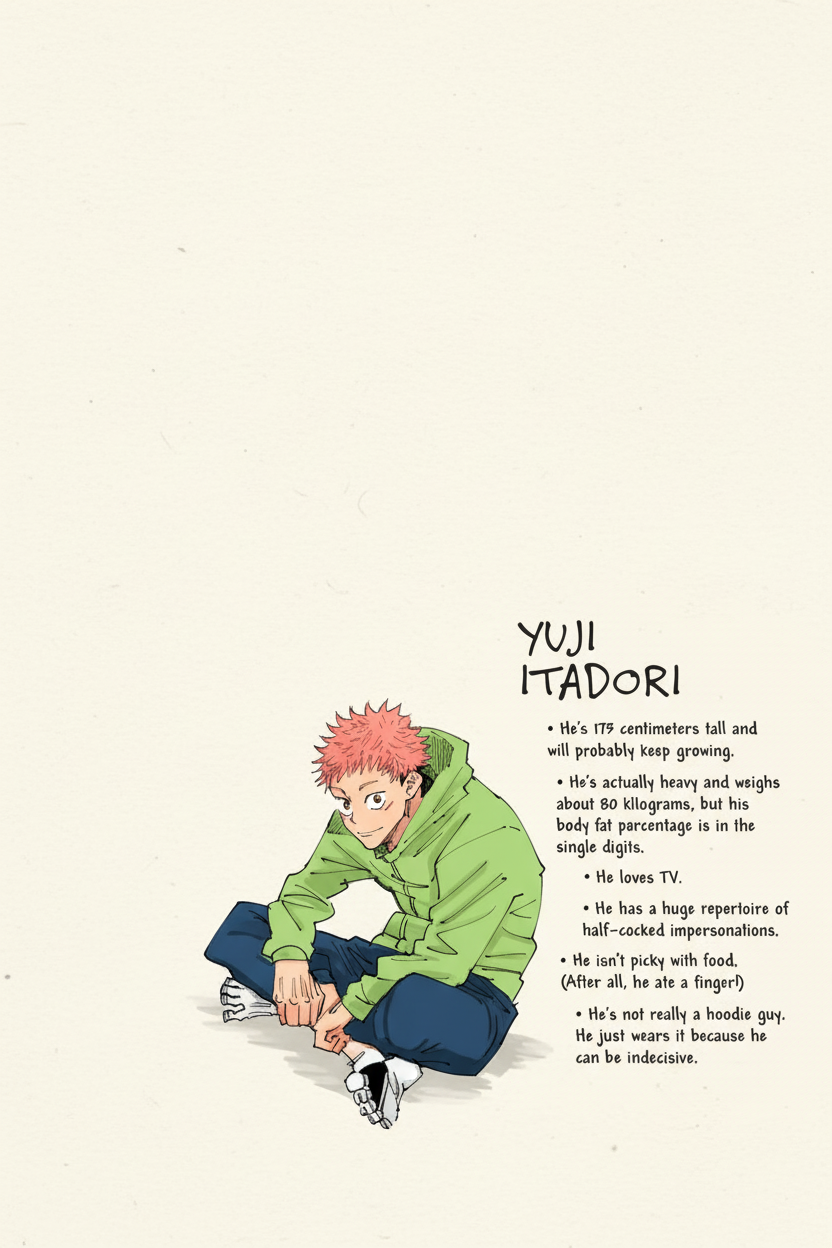 YUJI
ITADORI
• He's 175 centimeters tall and
will probably keep growing.
• He's actually heavy and weighs
about 80 kllograms, but his
body fat parcentage is in the
single digits.
• He loves TV.
• He has a huge repertoire of
half-cocked impersonations.
• He isn't picky with food.
(After all, he ate a finger!)
• He's not really a hoodie guy.
He just wears it because he
can be indecisive.